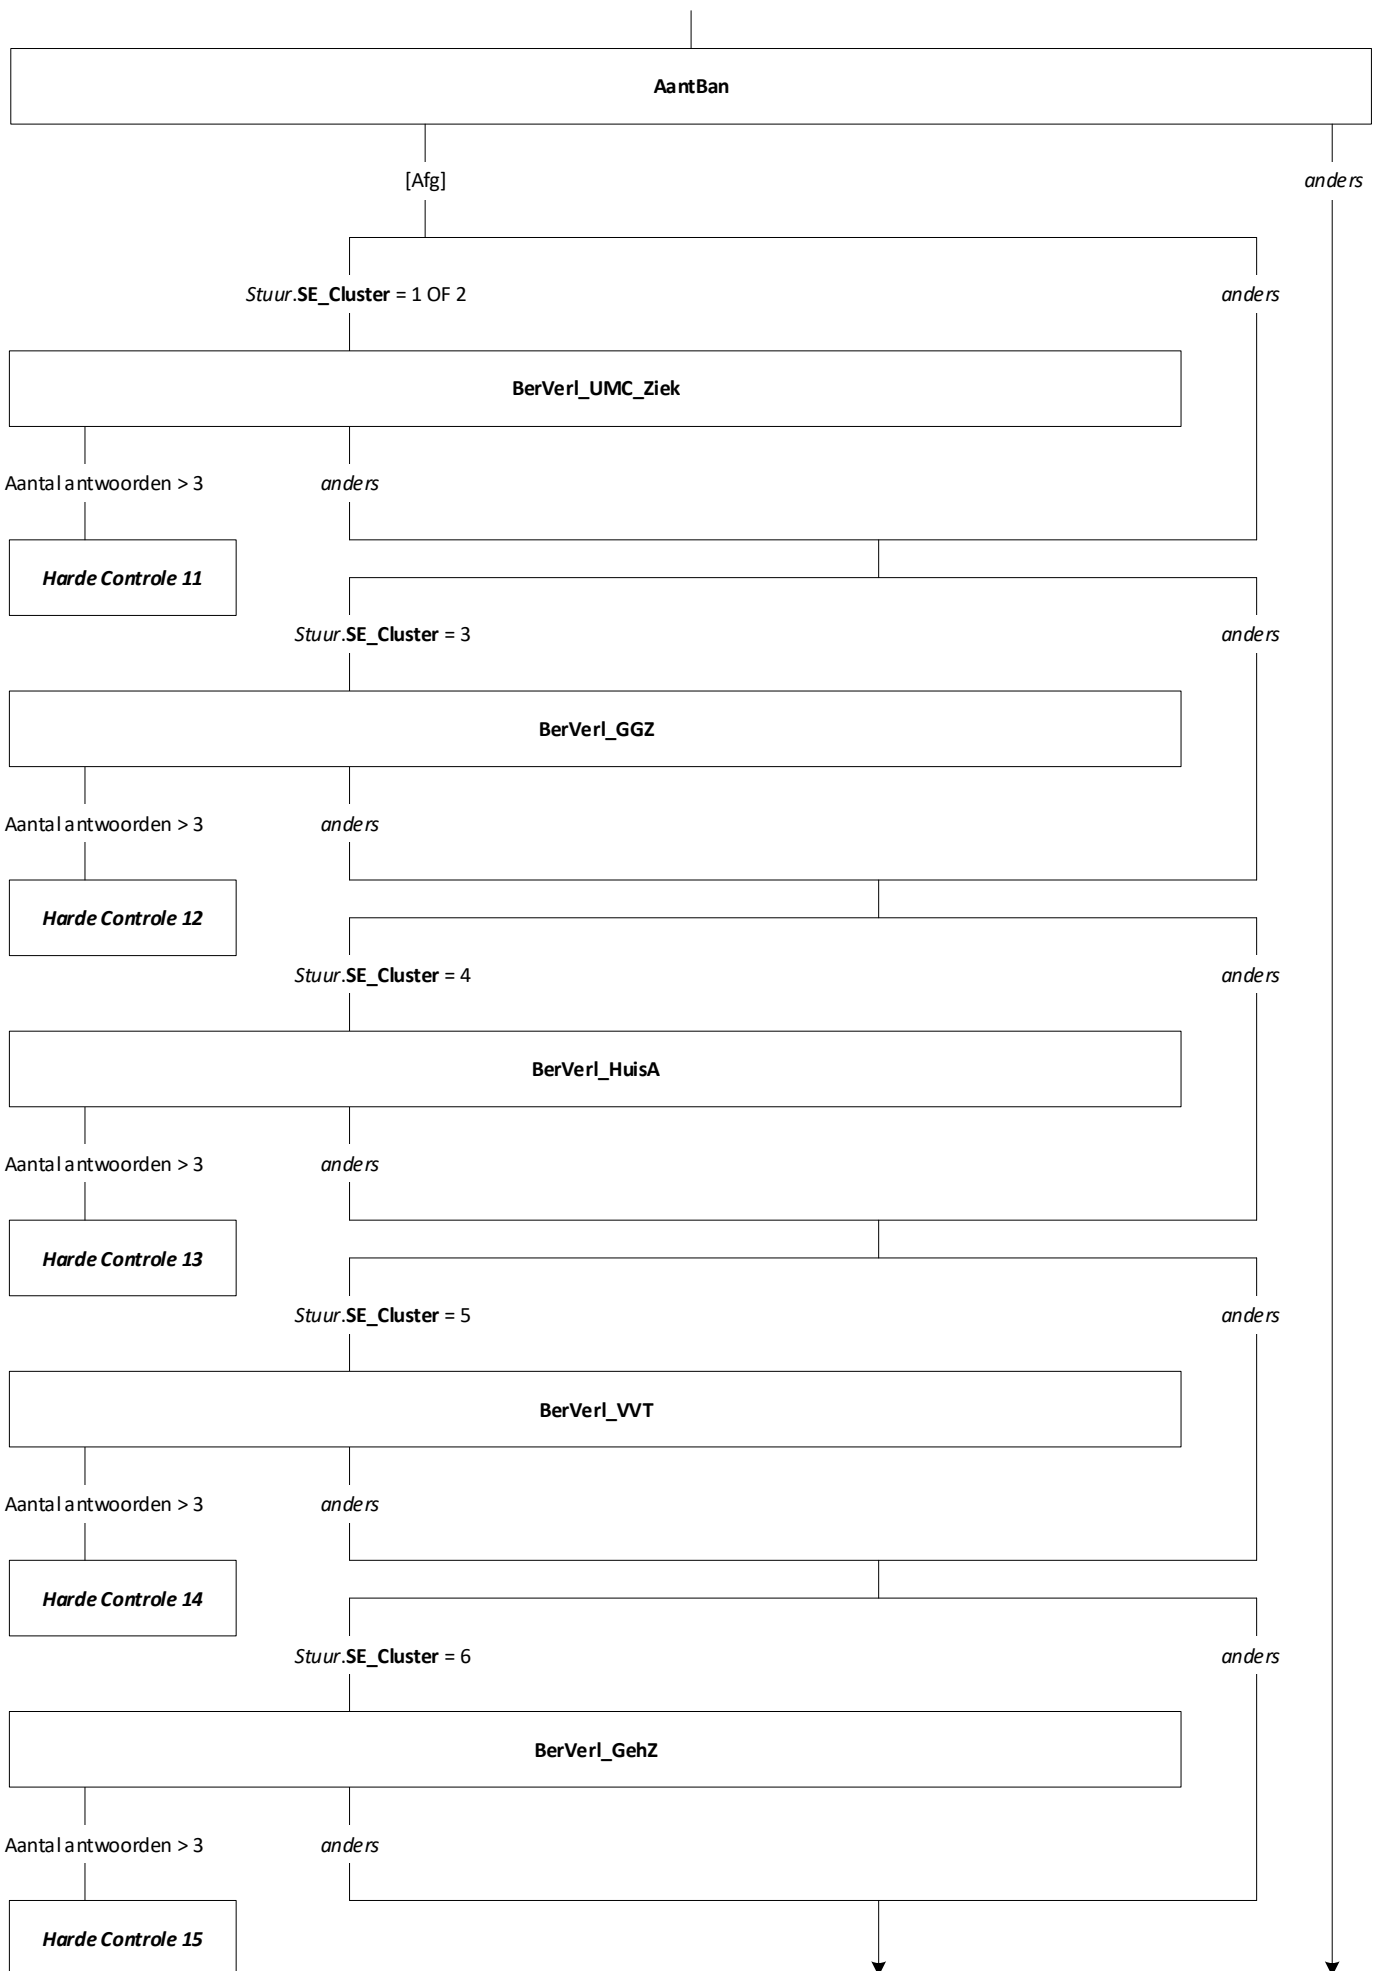 AantBan
[Afg] anders
Stuur.SE_Cluster = 1 OF 2 anders
BerVerl_UMC_Ziek
Aantal antwoorden > 3 anders
Harde Controle 11
Stuur.SE_Cluster = 3 anders
BerVerl_GGZ
Aantal antwoorden > 3 anders
Harde Controle 12
Stuur.SE_Cluster = 4 anders
BerVerl_HuisA
Aantal antwoorden > 3 anders
Harde Controle 13
Stuur.SE_Cluster = 5 anders
BerVerl_VVT
Aantal antwoorden > 3 anders
Harde Controle 14
Stuur.SE_Cluster = 6 anders
BerVerl_GehZ
Aantal antwoorden > 3 anders
Harde Controle 15